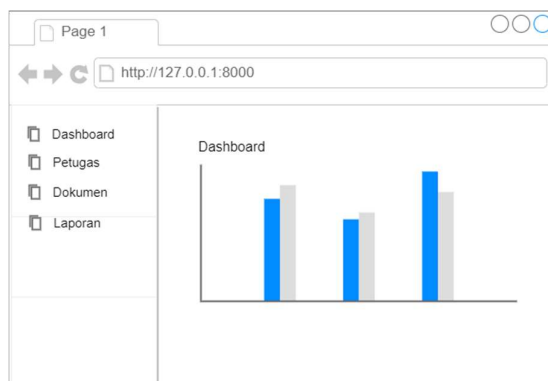 Page 1
http://127.0.0.1:8000
Dashboard
Petugas
Dokumen
Laporan
Dashboard